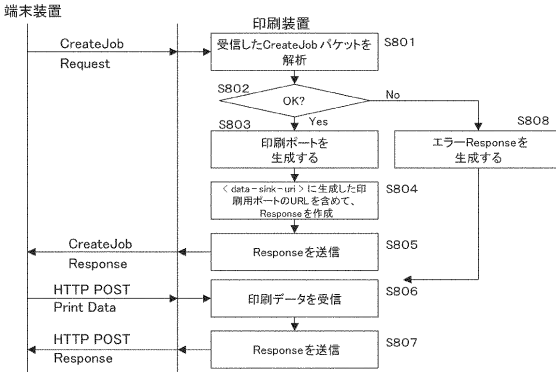 端末装置
印刷装置
CreateJob
Request
受信したCreateJobパケットを
解析
S801
S802
OK?
No
Yes
S803
印刷ポートを
生成する
S808
エラーResponseを
生成する
<data-sink-uri>に生成した印
刷用ポートのURLを含めて、
Responseを作成
S804
CreateJob
Response
Responseを送信
S805
HTTP POST
Print Data
印刷データを受信
S806
HTTP POST
Response
Responseを送信
S807